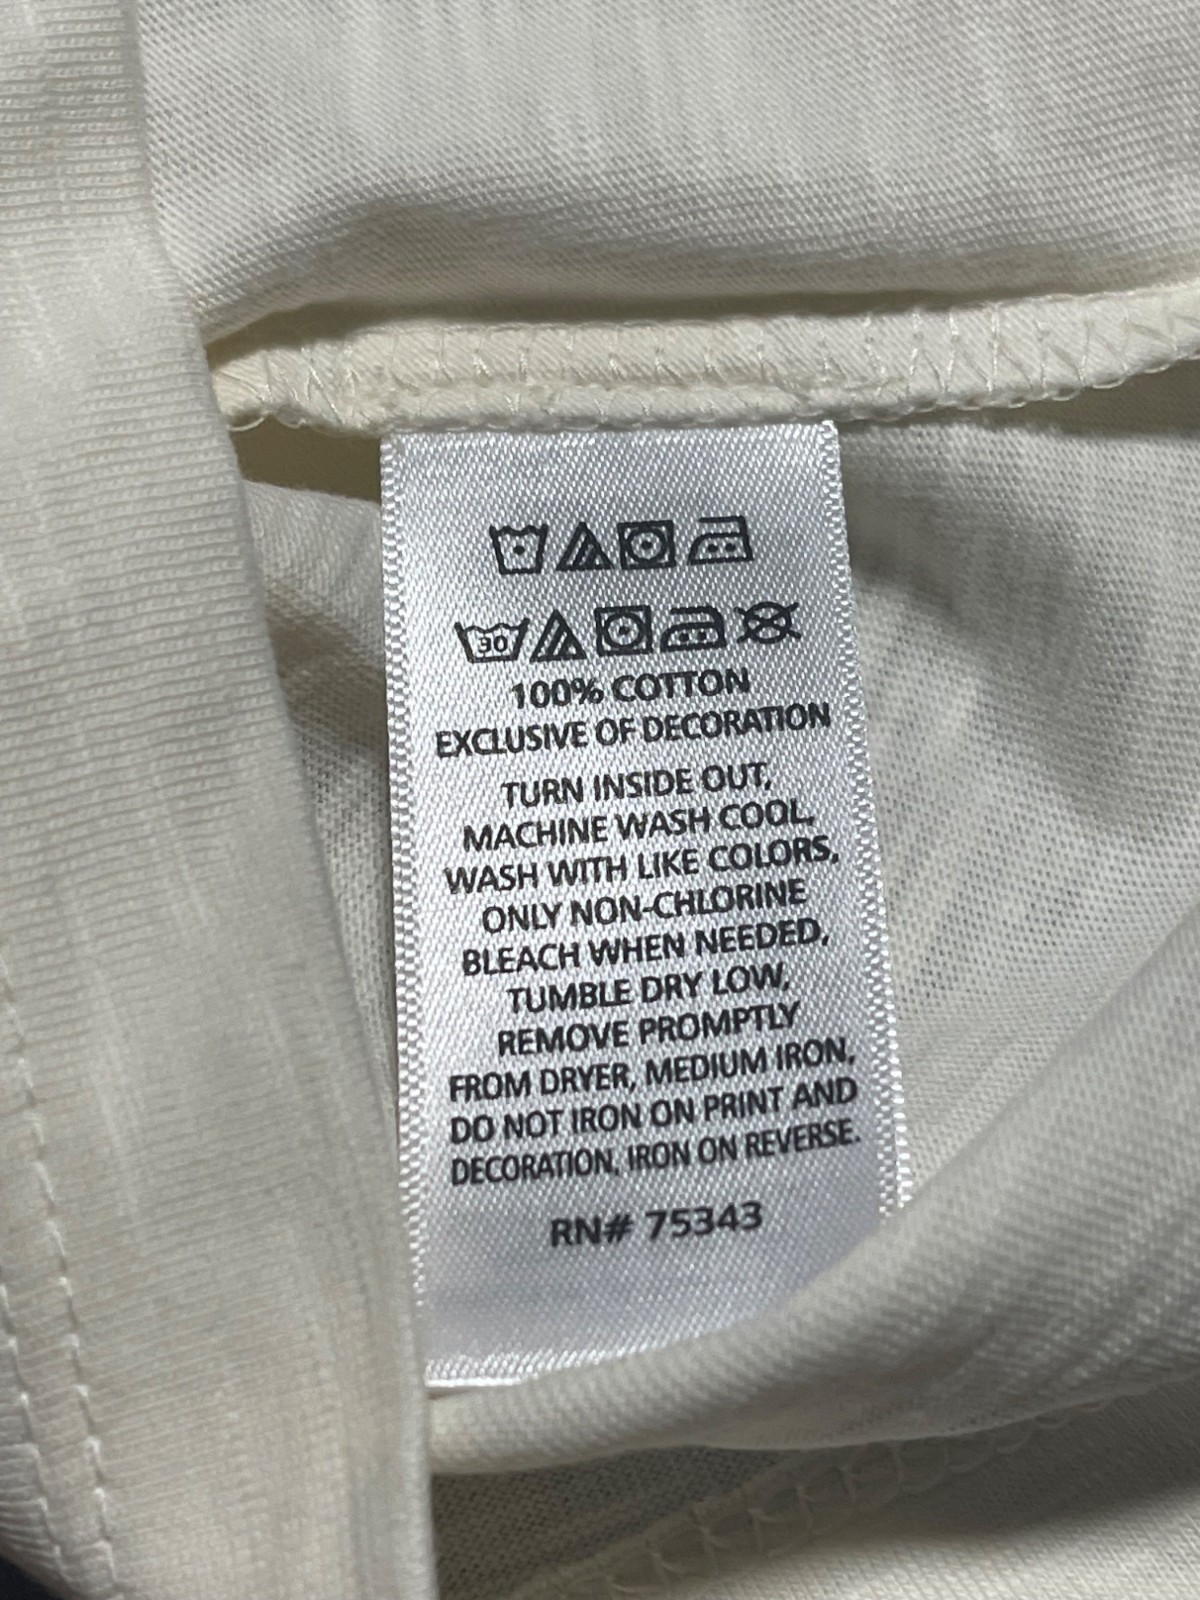 30
100% COTTON
EXCLUSIVE OF DECORATION
TURN INSIDE OUT,
MACHINE WASH COOL,
WASH WITH LIKE COLORS,
ONLY NON-CHLORINE
BLEACH WHEN NEEDED,
TUMBLE DRY LOW,
REMOVE PROMPTLY
FROM DRYER, MEDIUM IRON,
DO NOT IRON ON PRINT AND
DECORATION, IRON ON REVERSE.
RN# 75343